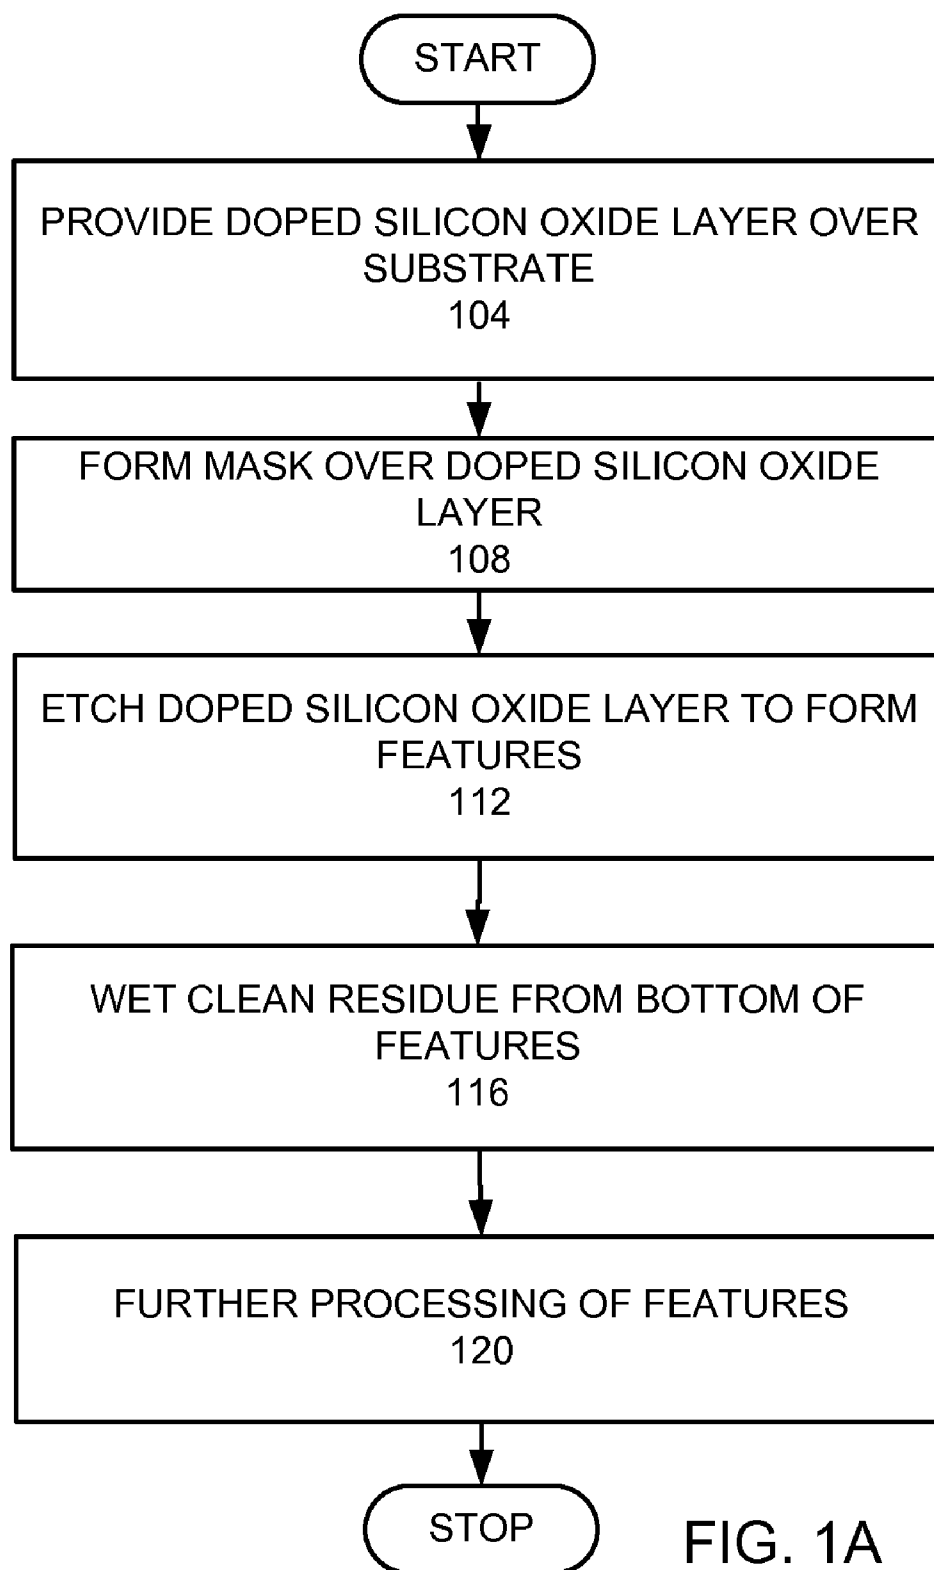 START
PROVIDE DOPED SILICON OXIDE LAYER OVER
SUBSTRATE
104
FORM MASK OVER DOPED SILICON OXIDE
LAYER
108
ETCH DOPED SILICON OXIDE LAYER TO FORM
FEATURES
112
WET CLEAN RESIDUE FROM BOTTOM OF
FEATURES
116
FURTHER PROCESSING OF FEATURES
120
STOP
FIG. 1A